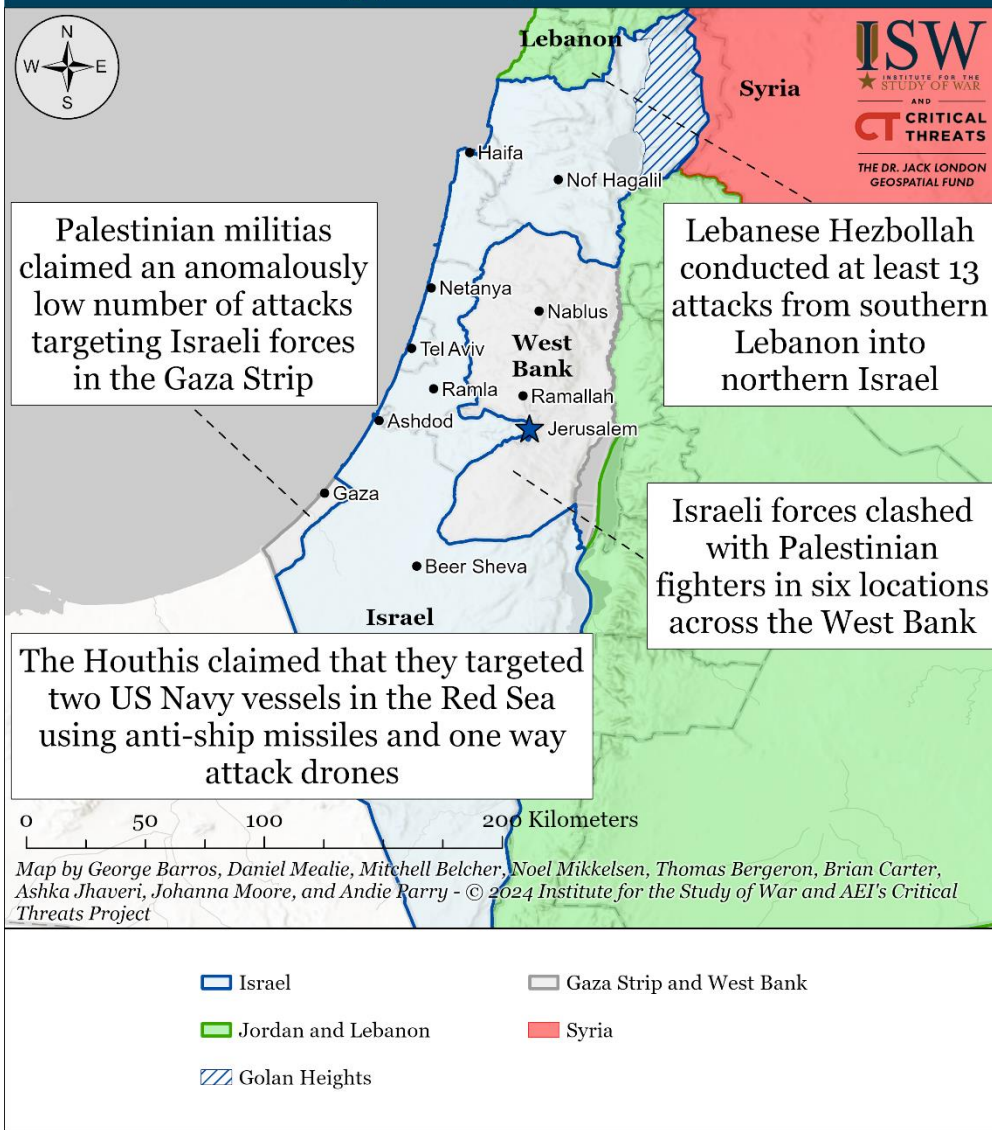 N
W E
S
Lebanon
Syria
ISW
INSTITUTE FOR THE
STUDY OF WAR
AND
CT CRITICAL
THREATS
THE DR. JACK LONDON
GEOSPATIAL FUND
Haifa
Nof Hagalil
Palestinian militias
claimed an anomalously
low number of attacks
targeting Israeli forces
in the Gaza Strip
Lebanese Hezbollah
conducted at least 13
attacks from southern
Lebanon into
northern Israel
Netanya
Nablus
Tel Aviv
West
Bank
Ramla
Ramallah
Ashdod
Jerusalem
Gaza
Israeli forces clashed
with Palestinian
fighters in six locations
across the West Bank
Beer Sheva
Israel
The Houthis claimed that they targeted
two US Navy vessels in the Red Sea
using anti-ship missiles and one way
attack drones
0 50 100 200 Kilometers
Map by George Barros, Daniel Mealie, Mitchell Belcher, Noel Mikkelsen, Thomas Bergeron, Brian Carter,
Ashka Jhaveri, Johanna Moore, and Andie Parry - © 2024 Institute for the Study of War and AEI's Critical
Threats Project
Israel
Gaza Strip and West Bank
Jordan and Lebanon
Syria
Golan Heights